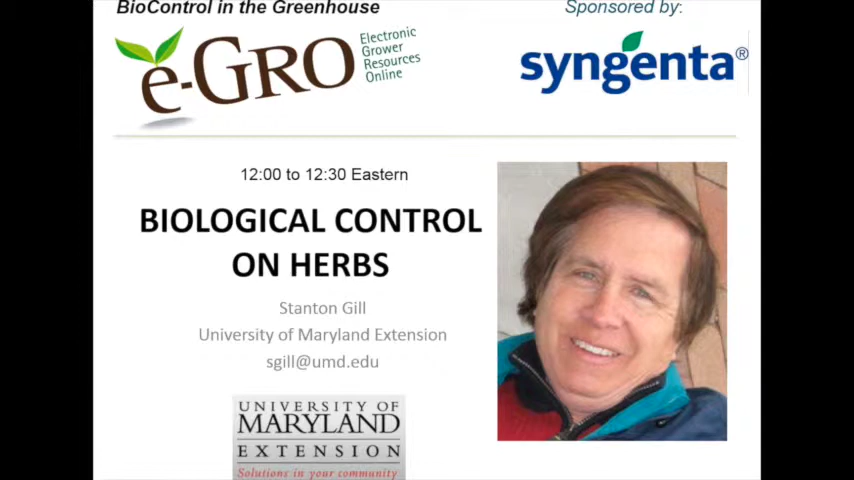 BioControl in the Greenhouse
Sponsored by:
e-GRO
Electronic
Grower
Resources
Online
syngenta®
12:00 to 12:30 Eastern
BIOLOGICAL CONTROL
ON HERBS
Stanton Gill
University of Maryland Extension
sgill@umd.edu
UNIVERSITY OF
MARYLAND
EXTENSION
Solutions in your community